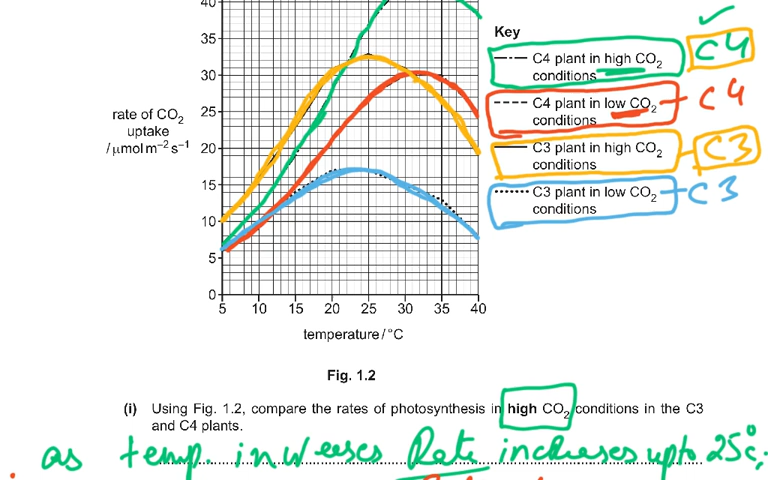 40
35
30
25
20
15
10
5
0
rate of CO2
uptake
/ μmol m−2 s−1
5 10 15 20 25 30 35 40
temperature / °C
Key
C4 plant in high CO2
conditions
C4
C4 plant in low CO2
conditions
C4
C3 plant in high CO2
conditions
C3
C3 plant in low CO2
conditions
C3
Fig. 1.2
(i) Using Fig. 1.2, compare the rates of photosynthesis in high CO2 conditions in the C3
and C4 plants.
as temp. increases Rate increases upto 25°c,